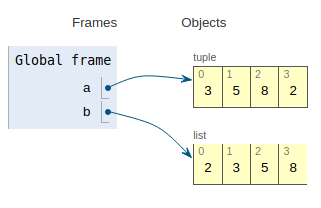 Frames Objects
Global frame
a
b
tuple
0 1 2 3
3 5 8 2
list
0 1 2 3
2 3 5 8